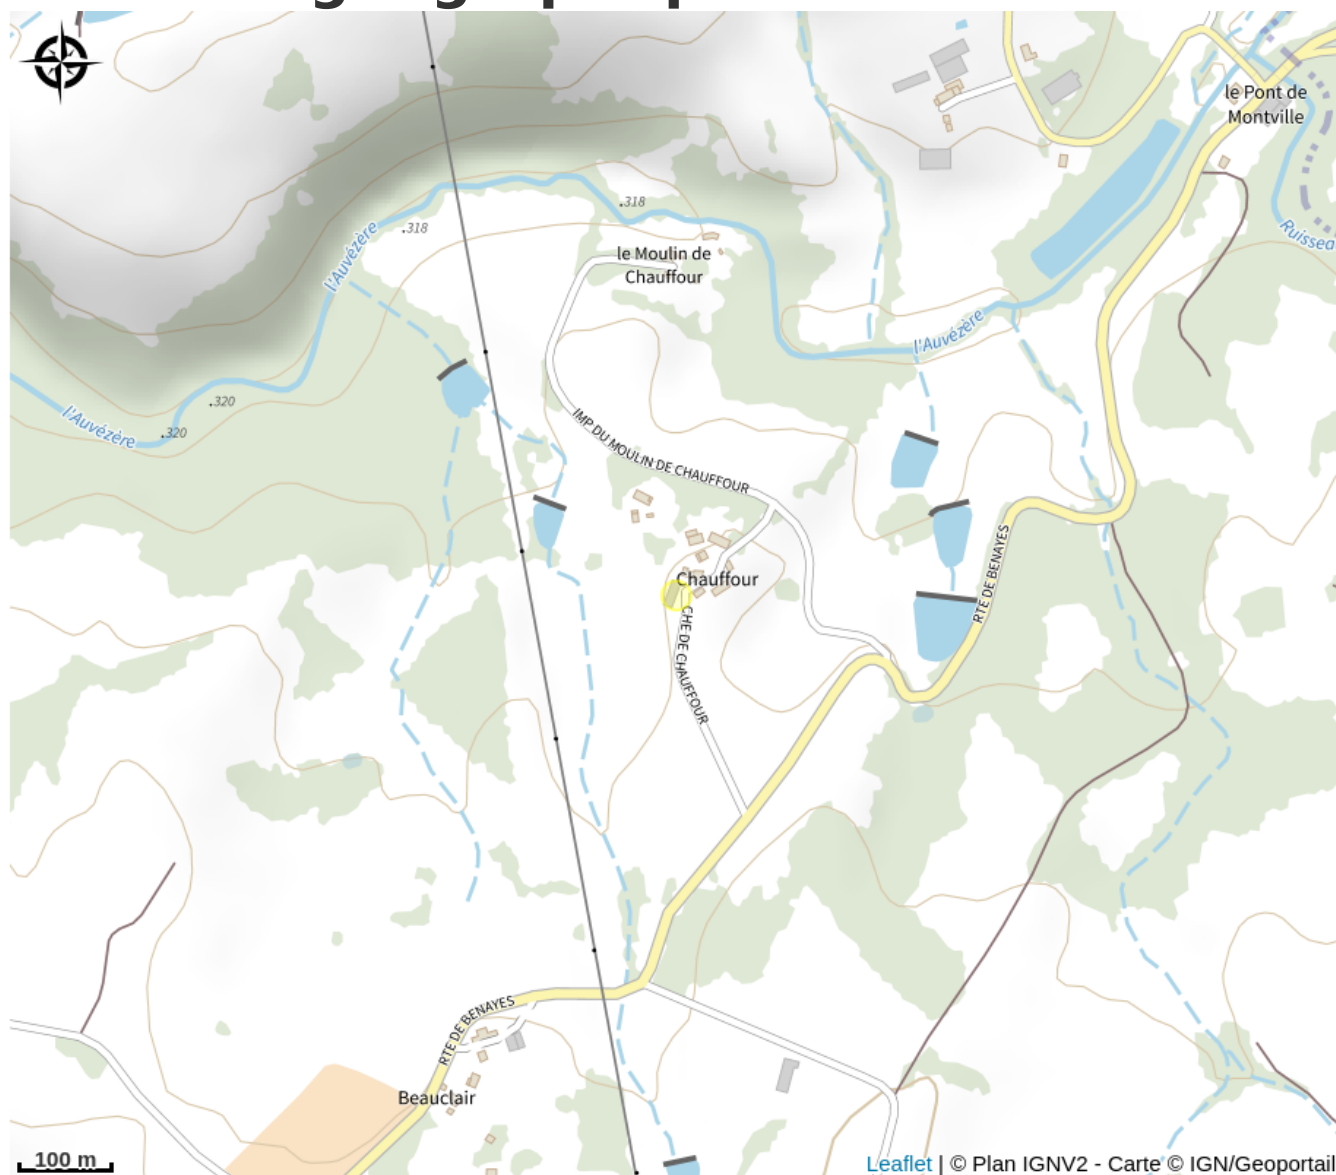 le Pont de
Montville
l'Auvézère
.318
.318
Ruissea
le Moulin de
Chauffour
l'Auvézère
.320
.320
l'Auvézère
IMP DU MOULIN DE CHAUFFOUR
RTE DE BENAYES
Chauffour
CHE DE CHAUFFOUR
RTE DE BENAYES
Beauclair
100 m
Leaflet | © Plan IGNV2 - Carte © IGN/Geoportail